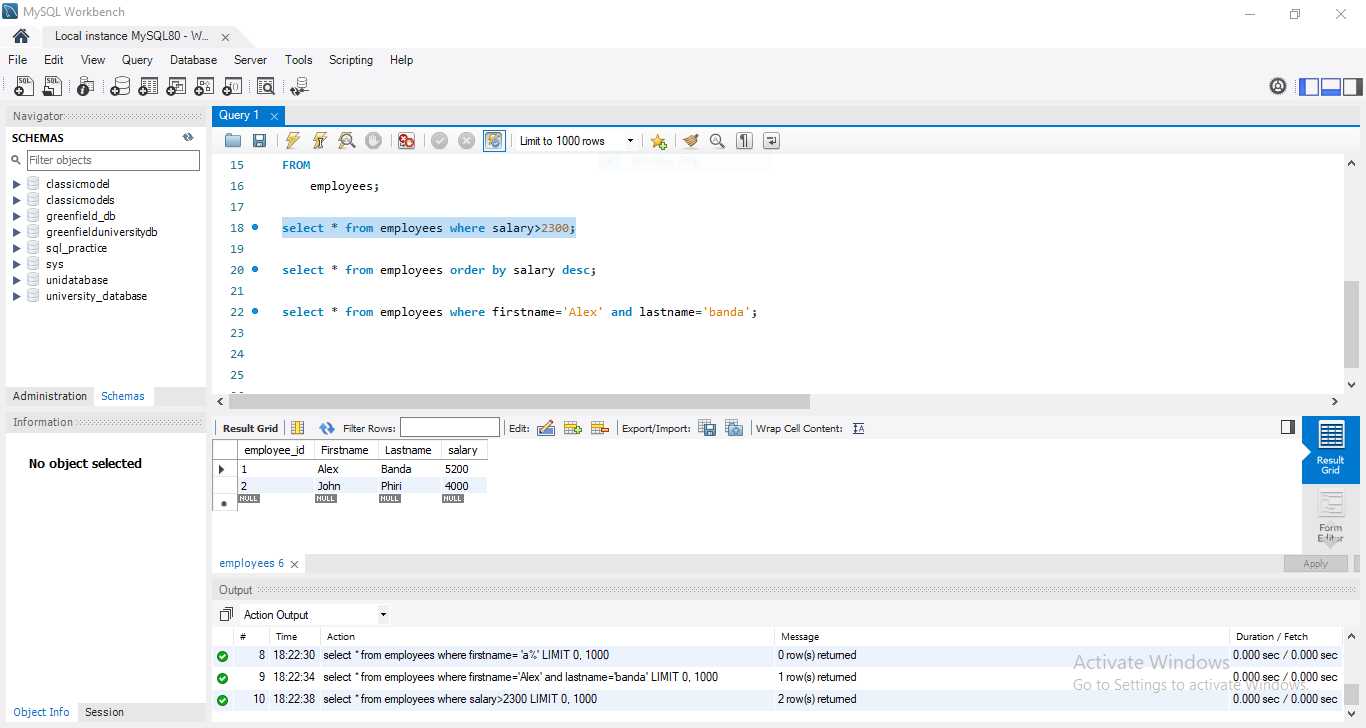 MySQL Workbench
Local instance MySQL80 - W...
File Edit View Query Database Server Tools Scripting Help
Navigator
SCHEMAS
Filter objects
classicmodel
classicmodels
greenfield_db
greenfielduniversitydb
sql_practice
sys
unidatabase
university_database
Administration Schemas
Information
No object selected
Object Info Session
Query 1
Limit to 1000 rows
15 FROM
16 employees;
17
18 select * from employees where salary>2300;
19
20 select * from employees order by salary desc;
21
22 select * from employees where firstname='Alex' and lastname='banda';
23
24
25
Result Grid Filter Rows: Edit: Export/Import: Wrap Cell Content:
employee_id Firstname Lastname salary
1 Alex Banda 5200
2 John Phiri 4000
NULL NULL NULL NULL
Result
Grid
Form
Editor
employees 6
Apply
Output
Action Output
# Time Action Message Duration / Fetch
8 18:22:30 select * from employees where firstname= 'a%' LIMIT 0, 1000 0 row(s) returned 0.000 sec / 0.000 sec
9 18:22:34 select * from employees where firstname='Alex' and lastname='banda' LIMIT 0, 1000 1 row(s) returned 0.000 sec / 0.000 sec
10 18:22:38 select * from employees where salary>2300 LIMIT 0, 1000 2 row(s) returned 0.000 sec / 0.000 sec
Activate Windows
Go to Settings to activate Windows.